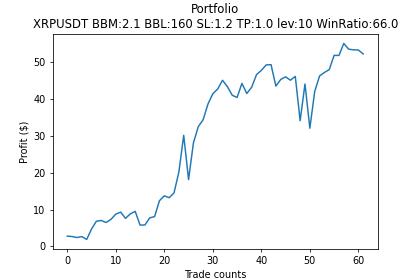 Portfolio
XRPUSDT BBM:2.1 BBL:160 SL:1.2 TP:1.0 lev:10 WinRatio:66.0
50
40
30
20
10
0
Profit ($)
0 10 20 30 40 50 60
Trade counts